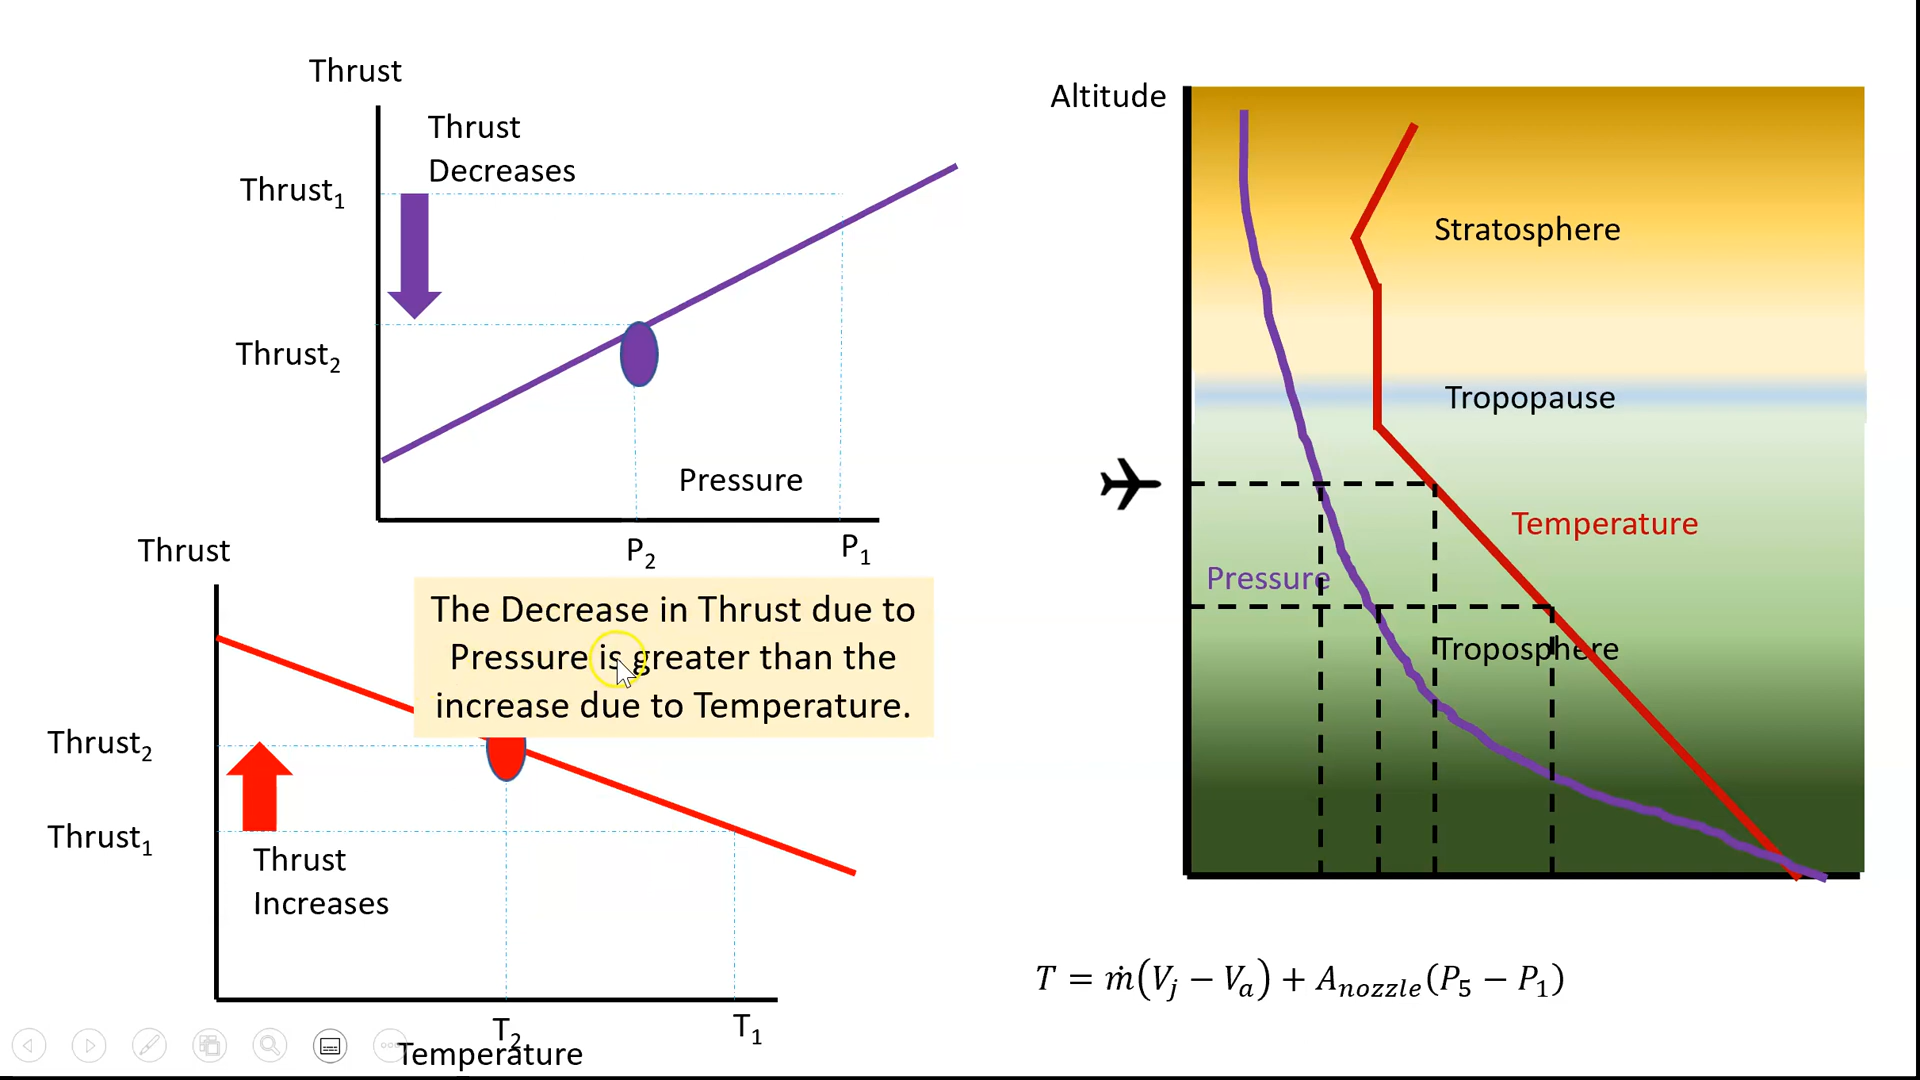 Thrust
Thrust
Decreases
Thrust1
Thrust2
Pressure
P2
P1
Thrust
The Decrease in Thrust due to
Pressure is greater than the
increase due to Temperature.
Thrust2
Thrust1
Thrust
Increases
T2
T1
Temperature
Altitude
Stratosphere
Tropopause
Temperature
Pressure
Troposphere
T = ṁ(Vj − Va) + Anozzle(P5 − P1)